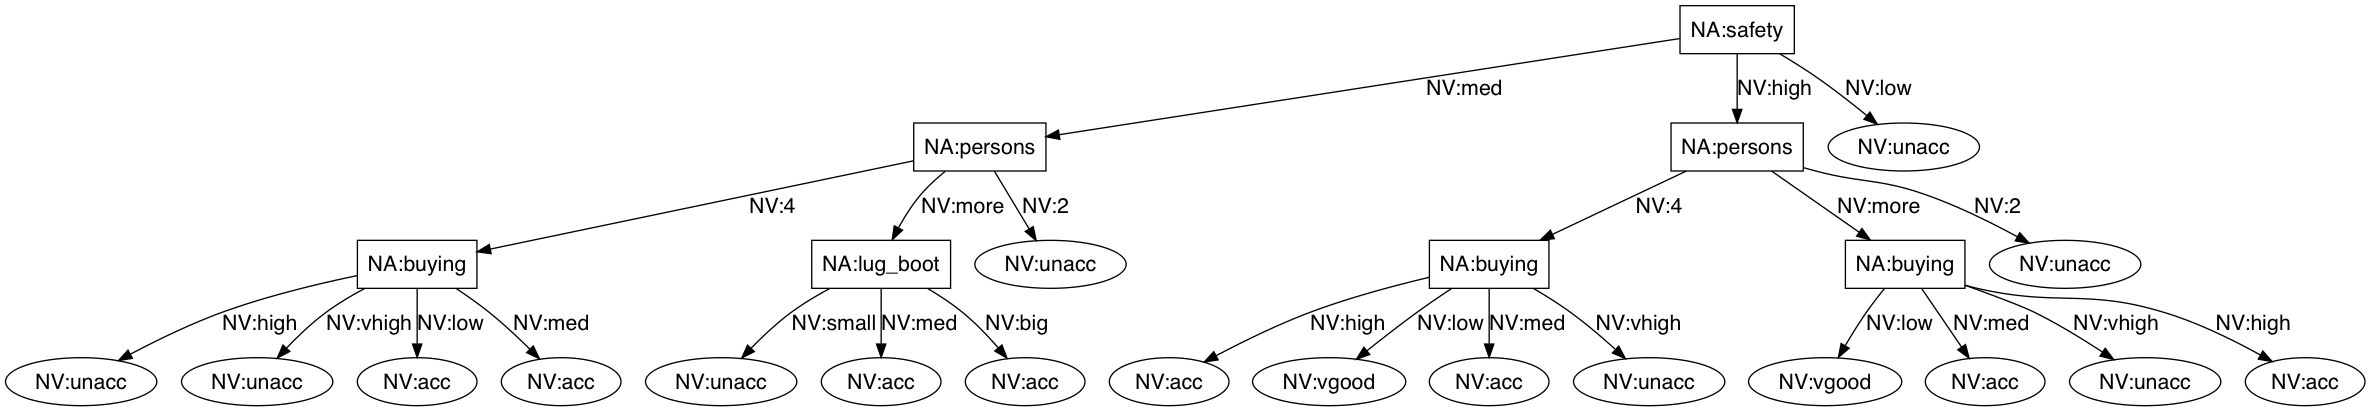 NA:safety
NV:med NV:high NV:low
NA:persons NA:persons NV:unacc
NV:4 NV:more NV:2 NV:4 NV:more NV:2
NA:buying NA:lug_boot NV:unacc NA:buying NA:buying NV:unacc
NV:high NV:vhigh NV:low NV:med NV:small NV:med NV:big NV:high NV:low NV:med NV:vhigh NV:low NV:med NV:vhigh NV:high
NV:unacc NV:unacc NV:acc NV:acc NV:unacc NV:acc NV:acc NV:acc NV:vgood NV:acc NV:unacc NV:vgood NV:acc NV:unacc NV:acc